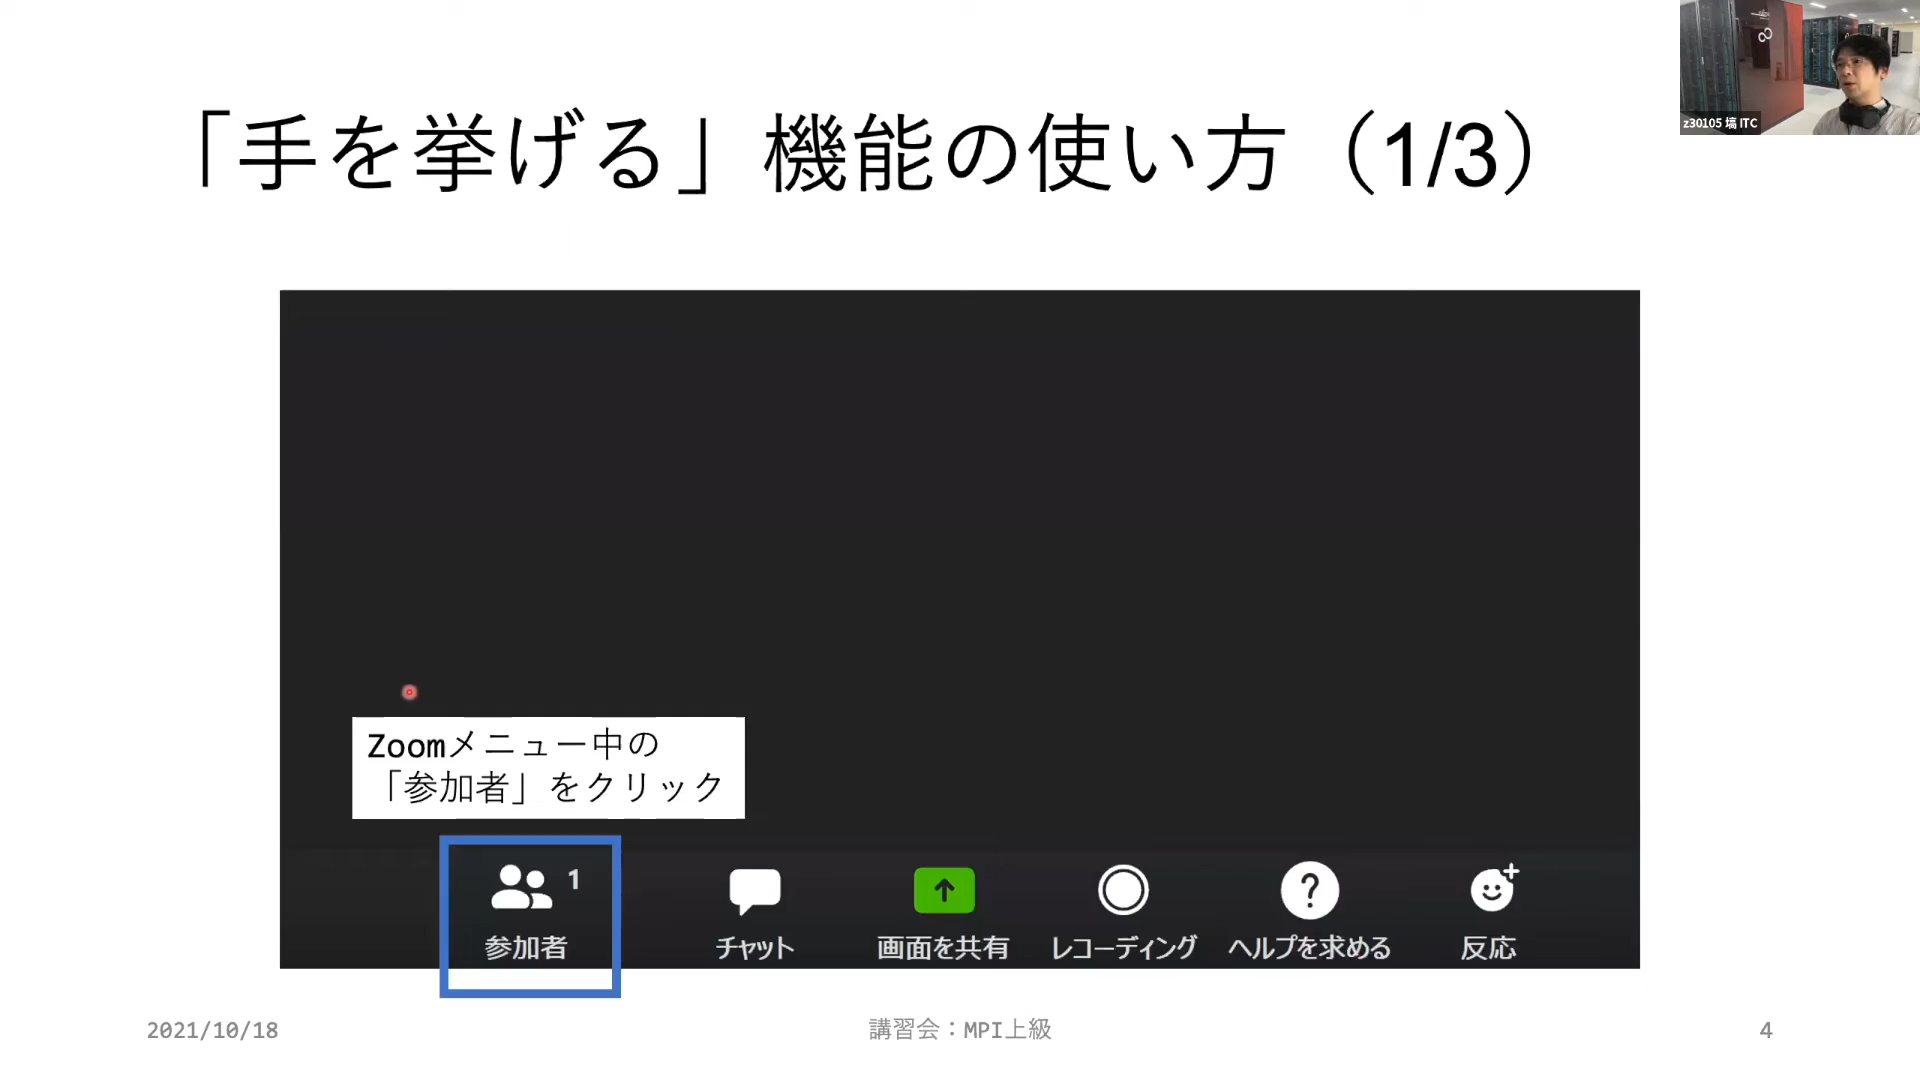 「手を挙げる」機能の使い方（1/3）
z30105 塙 ITC
Zoomメニュー中の
「参加者」をクリック
1
参加者
チャット
画面を共有
レコーディング
ヘルプを求める
反応
2021/10/18
講習会：MPI上級
4